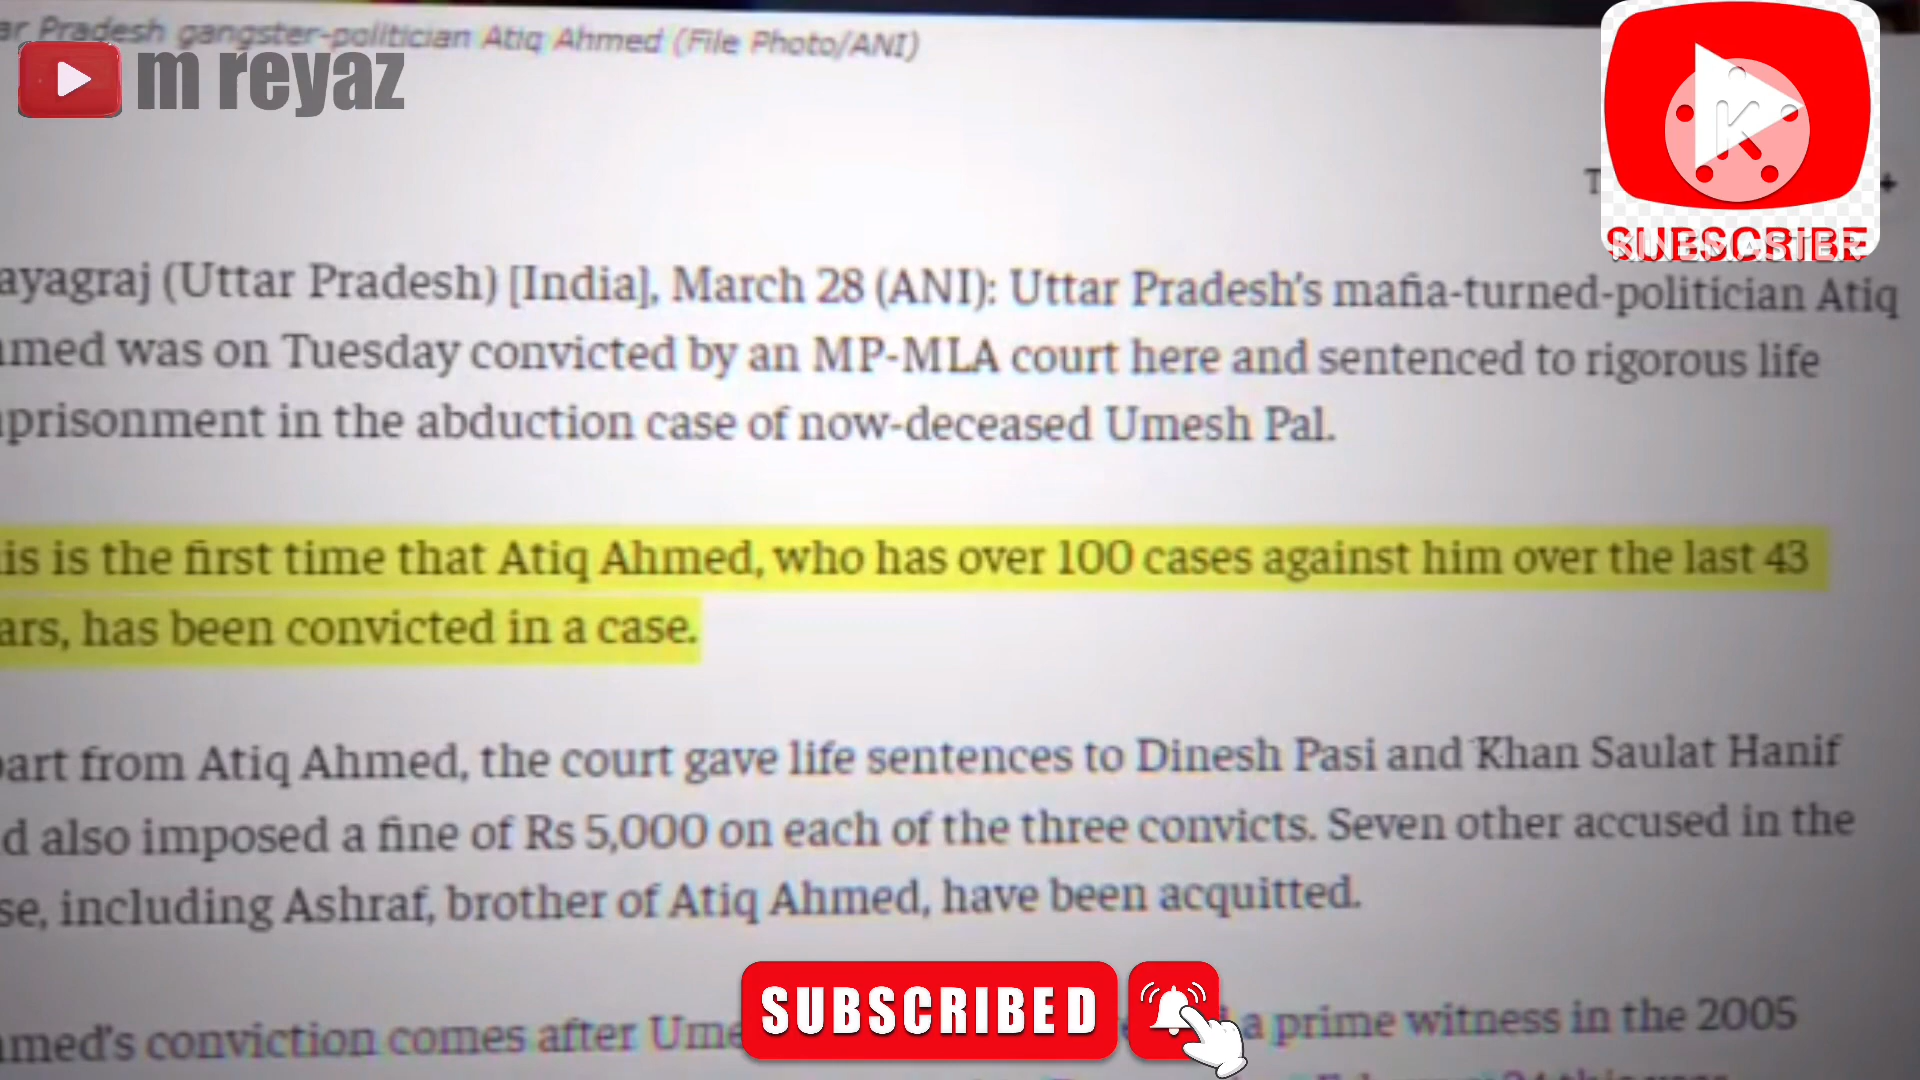 ar Pradesh gangster-politician Atiq Ahmed (File Photo/ANI)
m reyaz
SUBSCRIBE
KINEMASTER
ayagraj (Uttar Pradesh) [India], March 28 (ANI): Uttar Pradesh's mafia-turned-politician Atiq
med was on Tuesday convicted by an MP-MLA court here and sentenced to rigorous life
prisonment in the abduction case of now-deceased Umesh Pal.
is is the first time that Atiq Ahmed, who has over 100 cases against him over the last 43
ars, has been convicted in a case.
art from Atiq Ahmed, the court gave life sentences to Dinesh Pasi and Khan Saulat Hanif
d also imposed a fine of Rs 5,000 on each of the three convicts. Seven other accused in the
se, including Ashraf, brother of Atiq Ahmed, have been acquitted.
SUBSCRIBED
med's conviction comes after Ume a prime witness in the 2005